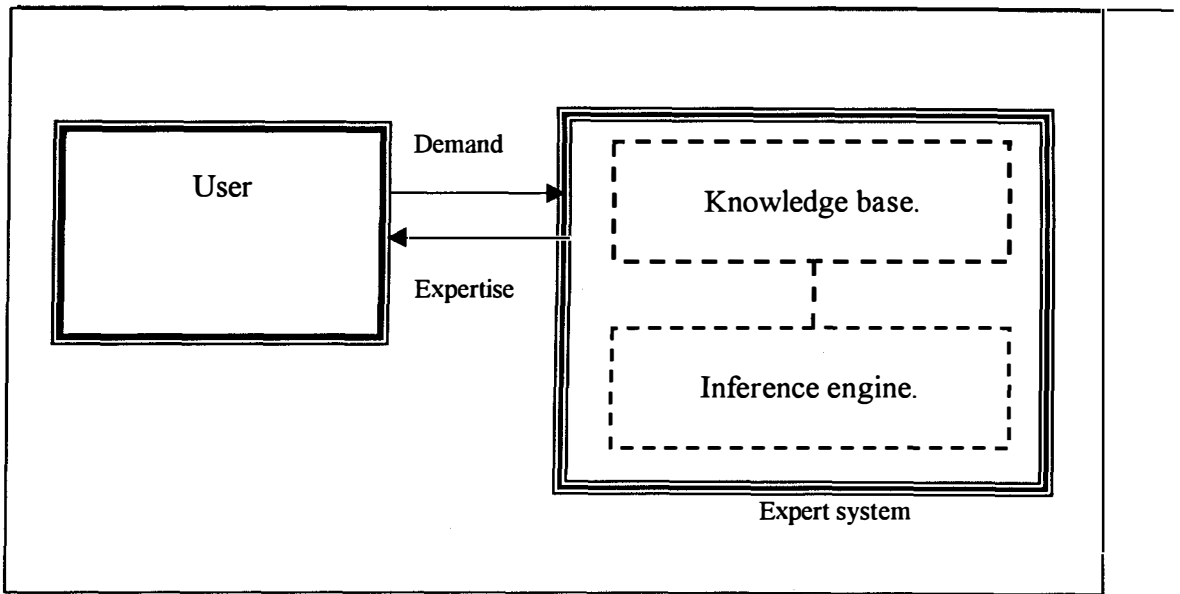 Demand
User
Knowledge base.
Expertise
Inference engine.
Expert system